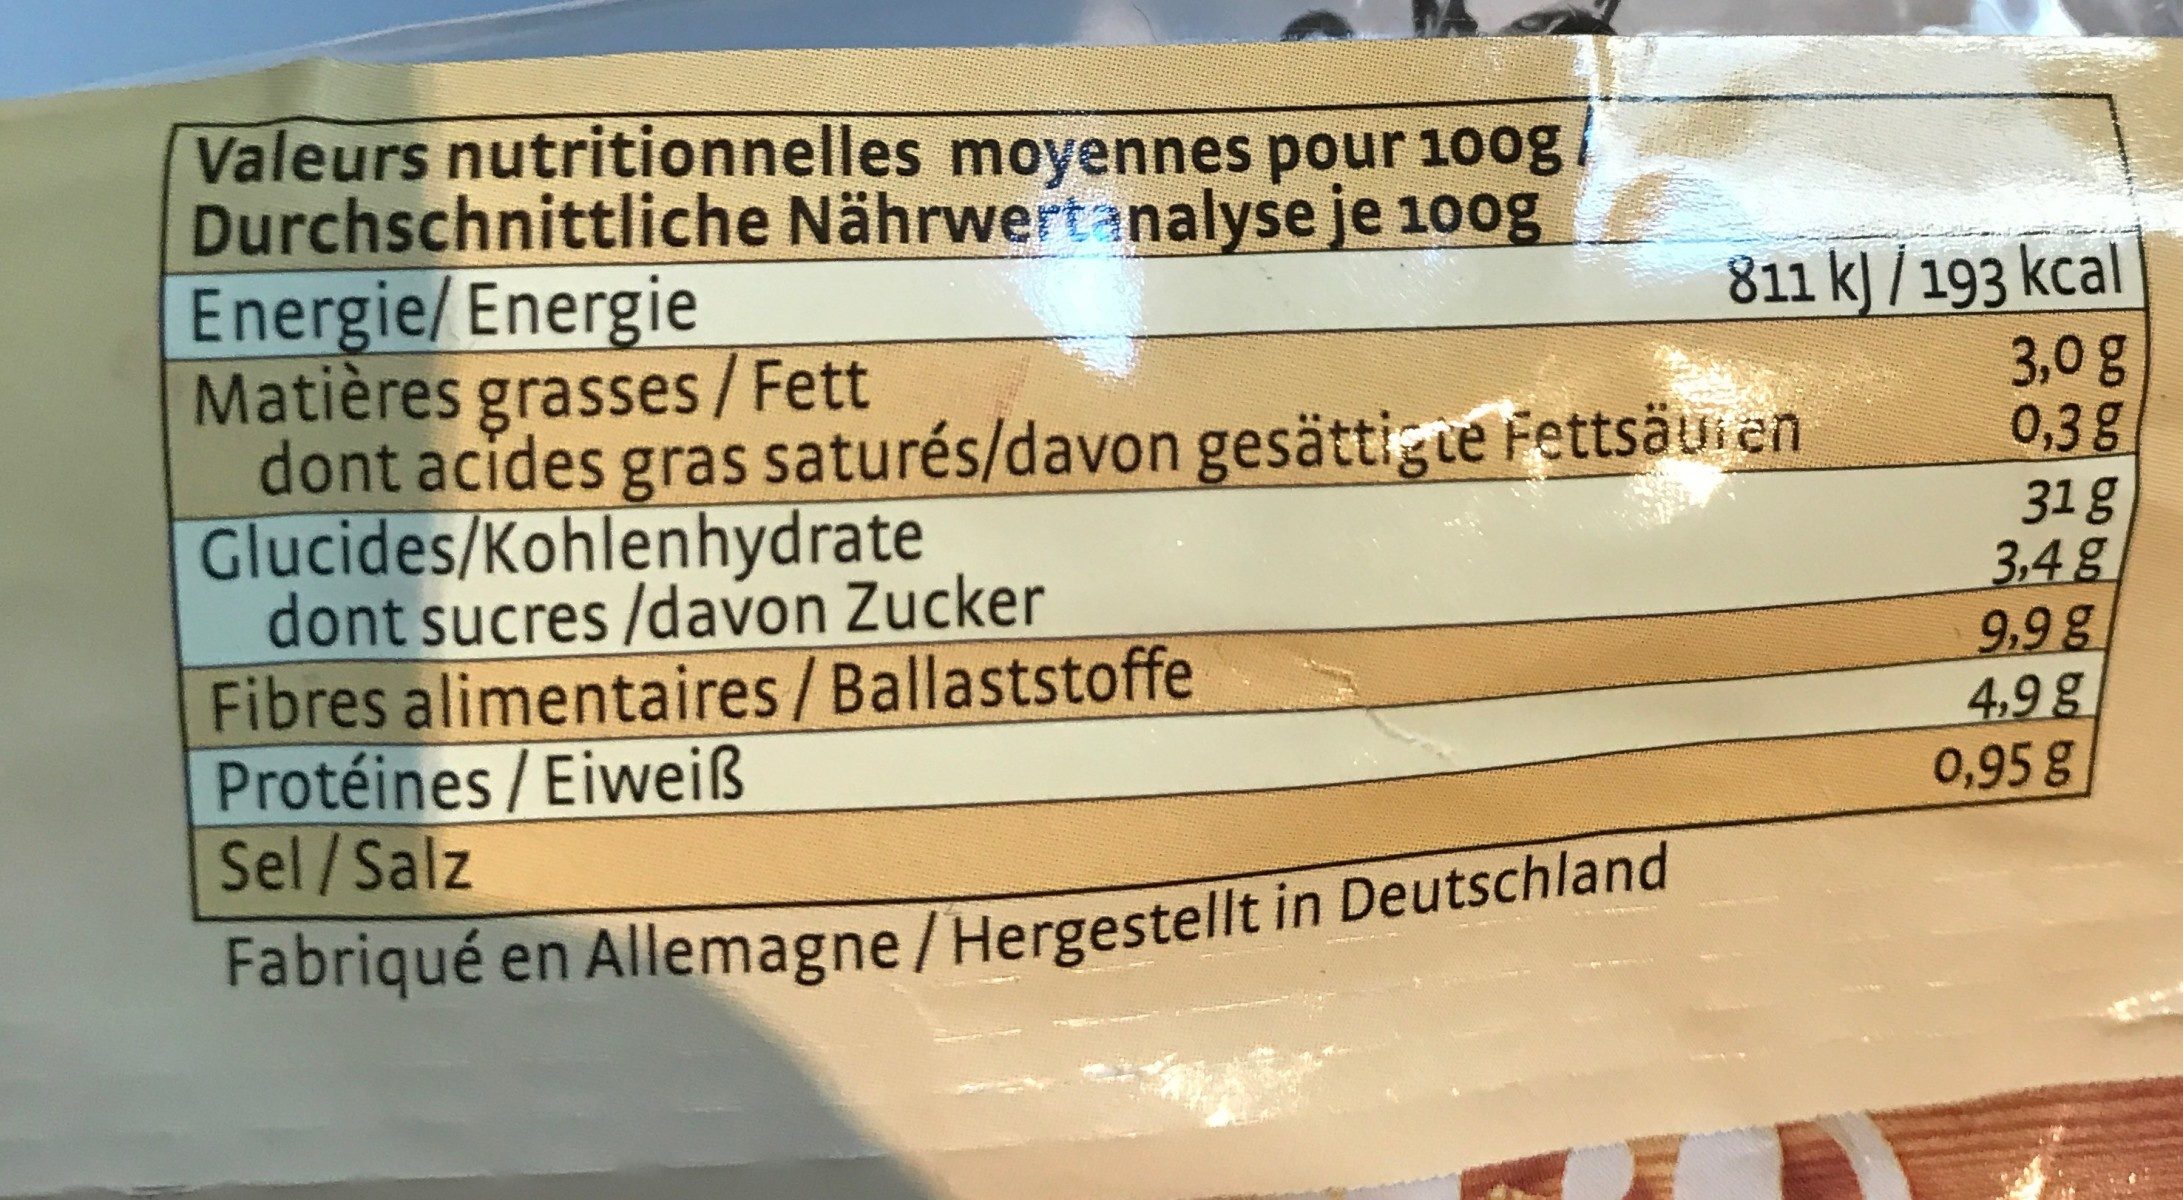 Valeurs nutritionnelles moyennes pour 100g /
Durchschnittliche Nährwertanalyse je 100g
Energie/ Energie 811 kJ / 193 kcal
Matières grasses / Fett 3,0 g
dont acides gras saturés/davon gesättigte Fettsäuren 0,3 g
Glucides/Kohlenhydrate 31 g
dont sucres /davon Zucker 3,4 g
Fibres alimentaires / Ballaststoffe 9,9 g
Protéines / Eiweiß 4,9 g
Sel / Salz 0,95 g
Fabriqué en Allemagne / Hergestellt in Deutschland